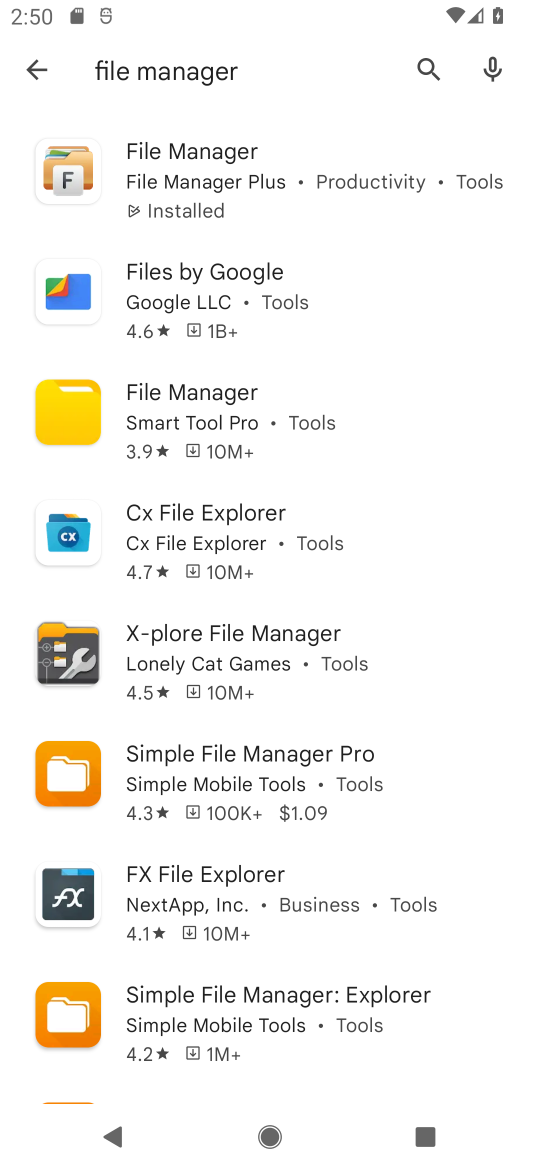 2:50
file manager
File Manager
File Manager Plus • Productivity • Tools
Installed
Files by Google
Google LLC • Tools
4.6★ 1B+
File Manager
Smart Tool Pro • Tools
3.9★ 10M+
Cx File Explorer
Cx File Explorer • Tools
4.7★ 10M+
X-plore File Manager
Lonely Cat Games • Tools
4.5★ 10M+
Simple File Manager Pro
Simple Mobile Tools • Tools
4.3★ 100K+ $1.09
FX File Explorer
NextApp, Inc. • Business • Tools
4.1★ 10M+
Simple File Manager: Explorer
Simple Mobile Tools • Tools
4.2★ 1M+